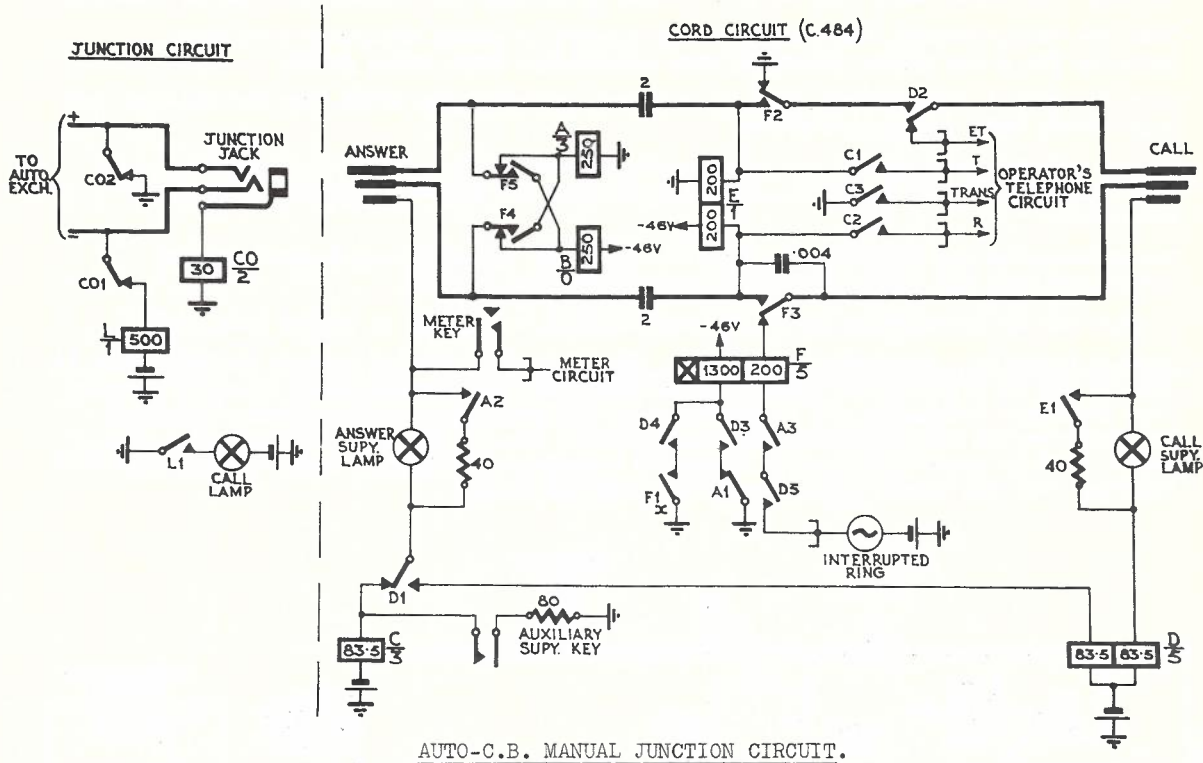 JUNCTION CIRCUIT
CORD CIRCUIT (C.484)
+
TO AUTO EXCH.
-
CO2
CO1
JUNCTION JACK
30
CO/2
L/1
500
L1
CALL LAMP
ANSWER
F5
F4
A/3
250
B/0
250
-46V
2
2
F2
D2
ET
T
TRANS
R
OPERATOR'S TELEPHONE CIRCUIT
C1
C3
C2
200
200
E/1
-46V
.004
F3
CALL
METER KEY
METER CIRCUIT
-46V
1300
200
F/5
D4
D3
A3
F1
x
A1
D5
INTERRUPTED RING
A2
ANSWER SUPY. LAMP
40
E1
40
CALL SUPY. LAMP
D1
80
AUXILIARY SUPY. KEY
83.5
C/3
83.5
83.5
D/5
AUTO-C.B. MANUAL JUNCTION CIRCUIT.